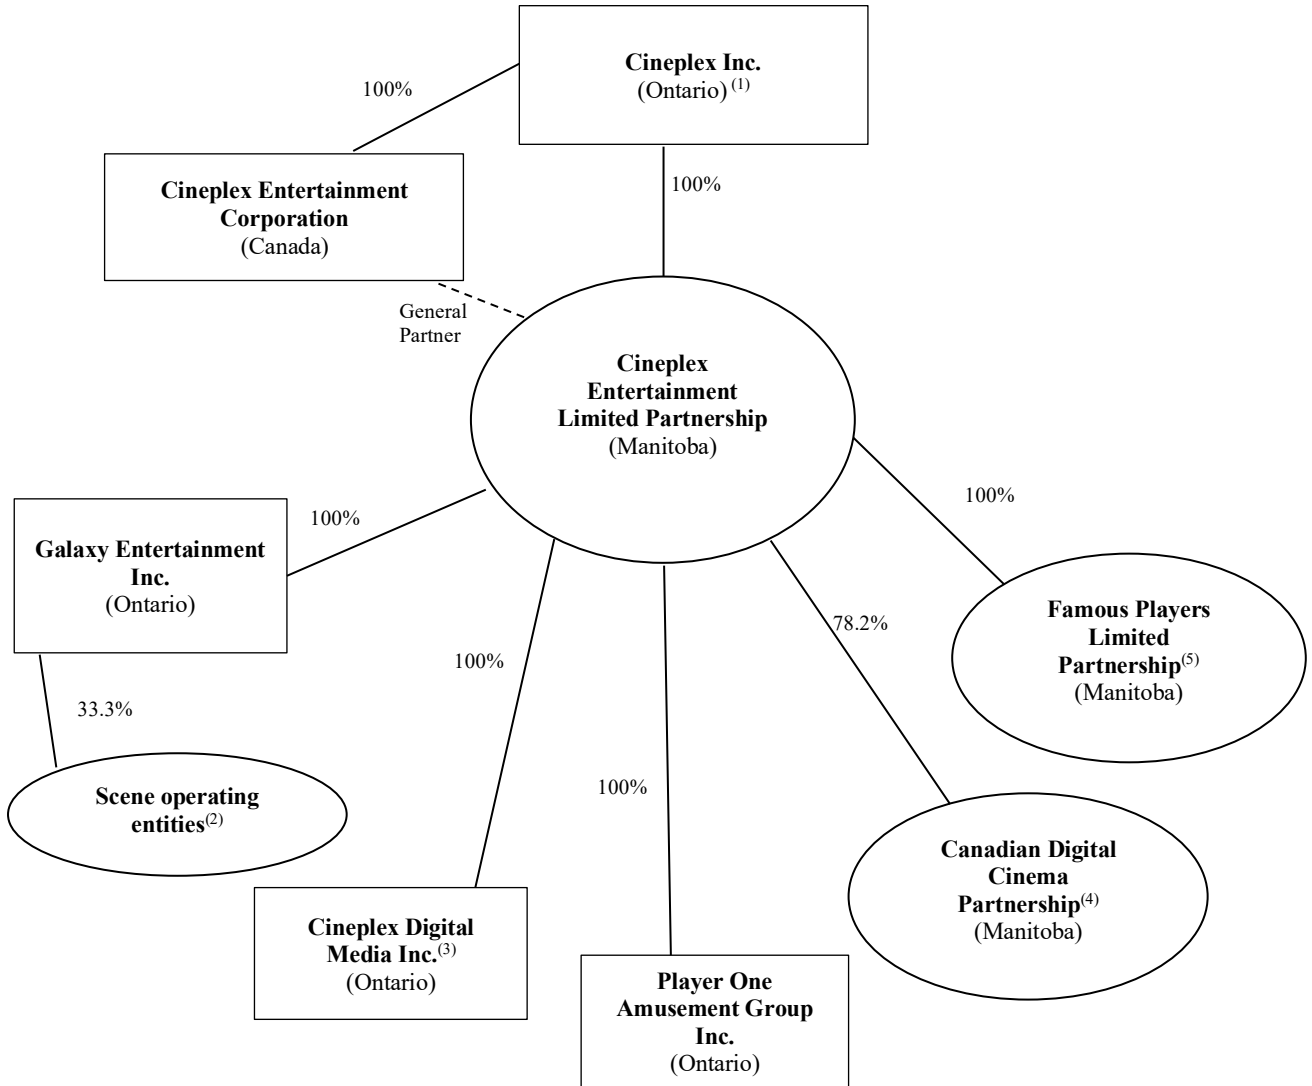 Cineplex Inc.
(Ontario) (1)
100%
Cineplex Entertainment
Corporation
(Canada)
100%
General
Partner
Cineplex
Entertainment
Limited Partnership
(Manitoba)
100%
Galaxy Entertainment
Inc.
(Ontario)
100%
Famous Players
Limited
Partnership(5)
(Manitoba)
78.2%
100%
33.3%
Scene operating
entities(2)
100%
Canadian Digital
Cinema
Partnership(4)
(Manitoba)
Cineplex Digital
Media Inc.(3)
(Ontario)
Player One
Amusement Group
Inc.
(Ontario)